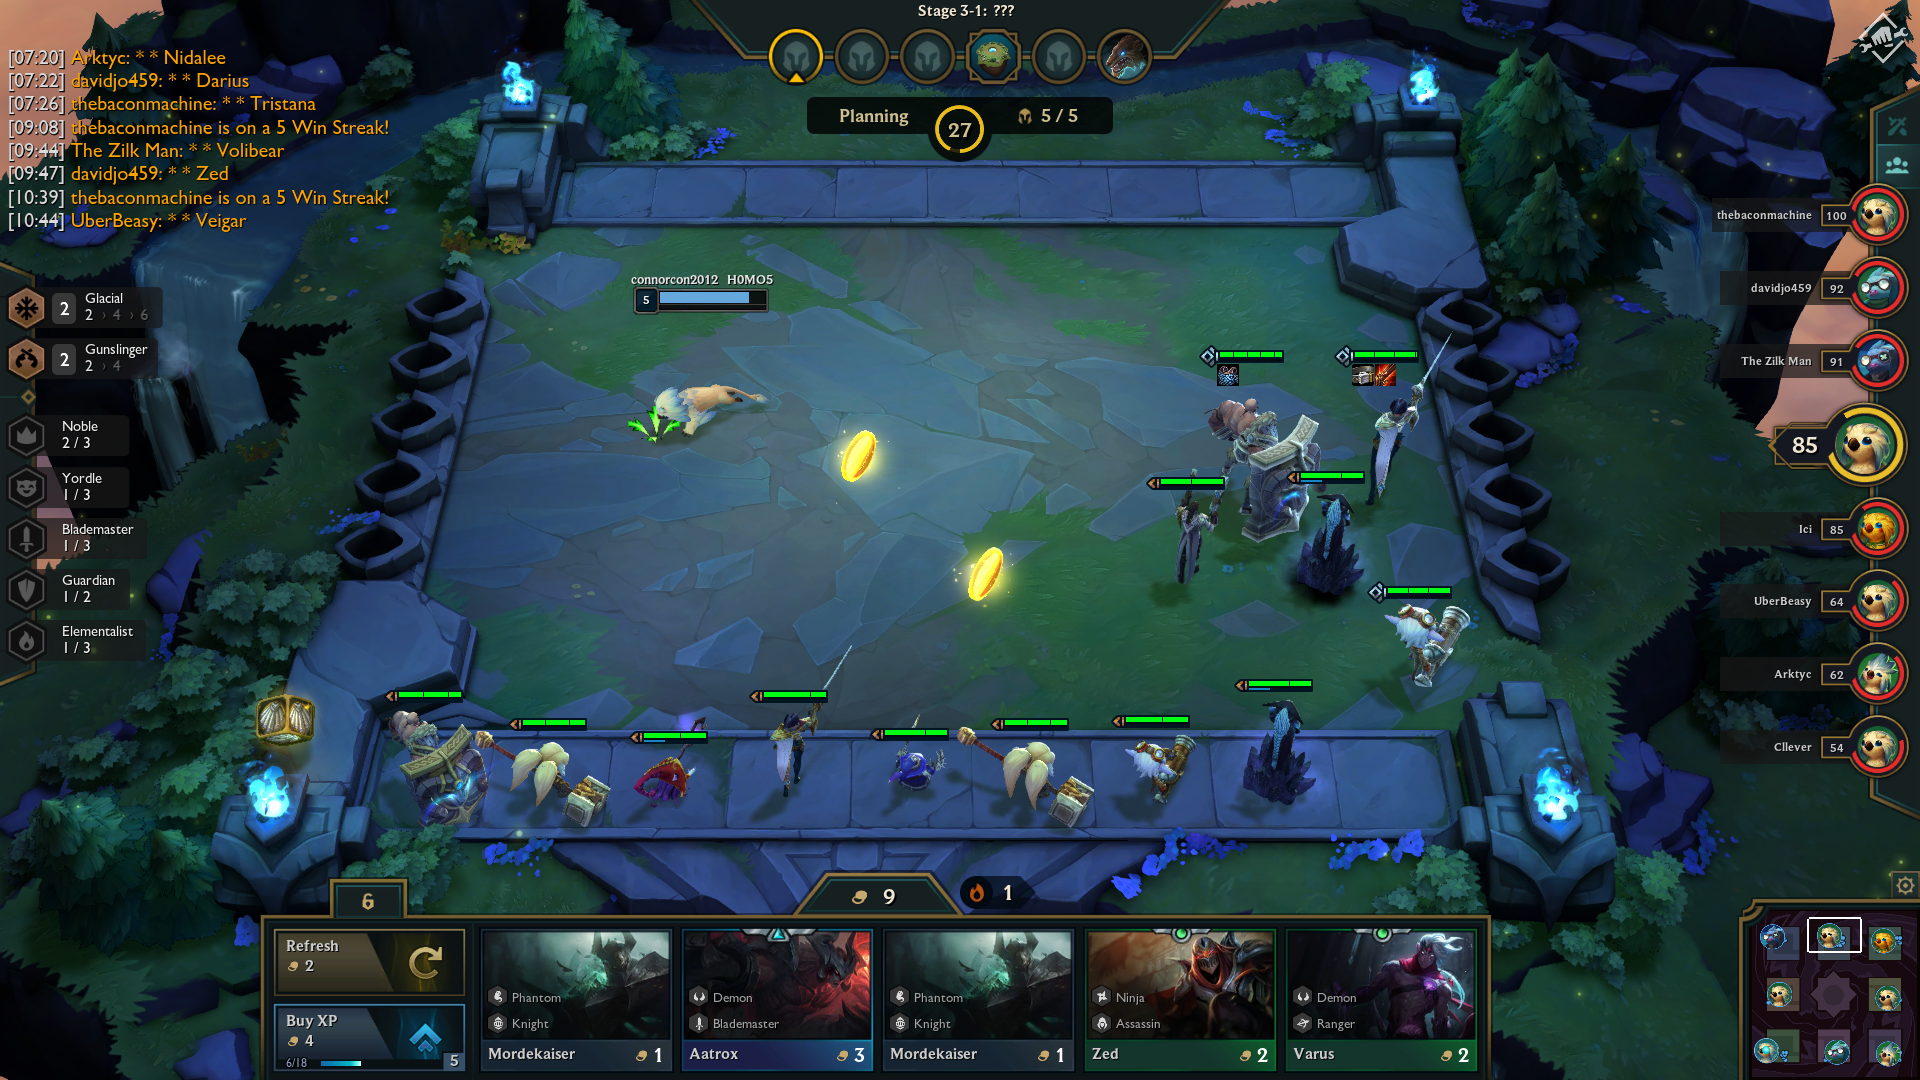 Stage 3-1: ???
Planning
27
5 / 5
[07:20] Arktyc: * * Nidalee
[07:22] davidjo459: * * Darius
[07:26] thebaconmachine: * * Tristana
[09:08] thebaconmachine is on a 5 Win Streak!
[09:44] The Zilk Man: * * Volibear
[09:47] davidjo459: * * Zed
[10:39] thebaconmachine is on a 5 Win Streak!
[10:44] UberBeasy: * * Veigar
2
Glacial
2 › 4 › 6
2
Gunslinger
2 › 4
Noble
2 / 3
Yordle
1 / 3
Blademaster
1 / 3
Guardian
1 / 2
Elementalist
1 / 3
connorcon2012 H0MO5
5
thebaconmachine 100
davidjo459 92
The Zilk Man 91
85
Ici 85
UberBeasy 64
Arktyc 62
Cllever 54
6
9
1
Refresh
2
Buy XP
4
6/18
5
Phantom
Knight
Mordekaiser 1
Demon
Blademaster
Aatrox 3
Phantom
Knight
Mordekaiser 1
Ninja
Assassin
Zed 2
Demon
Ranger
Varus 2